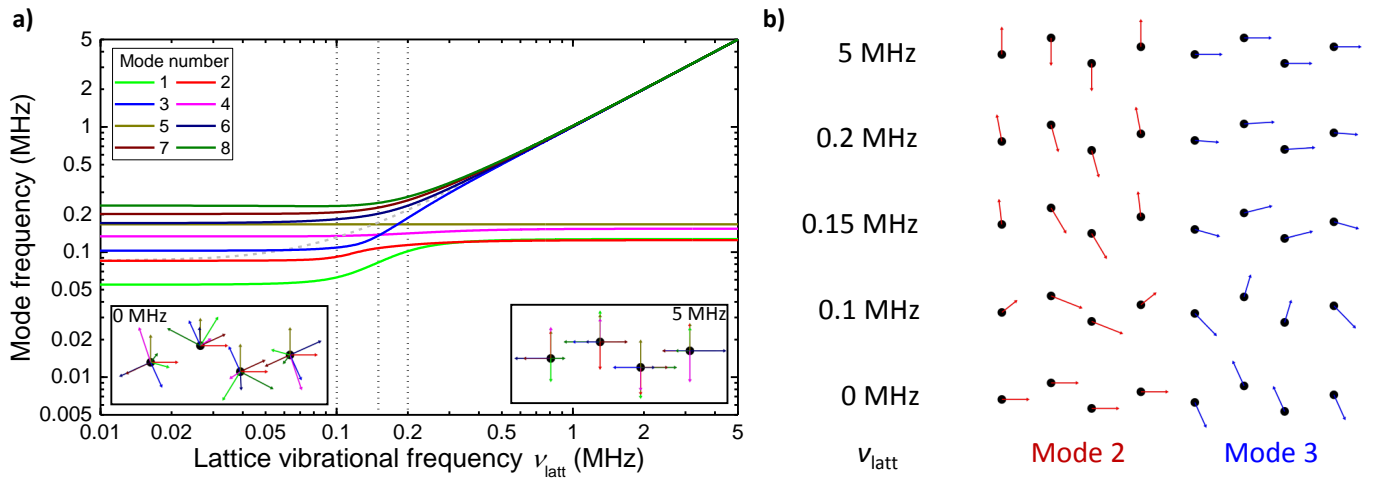 a)
Mode frequency (MHz)
5
2
1
0.5
0.2
0.1
0.05
0.02
0.01
0.005
Mode number
1 2
3 4
5 6
7 8
0 MHz
5 MHz
0.01 0.02 0.05 0.1 0.2 0.5 1 2 5
Lattice vibrational frequency ν_latt (MHz)
b)
5 MHz
0.2 MHz
0.15 MHz
0.1 MHz
0 MHz
ν_latt Mode 2 Mode 3